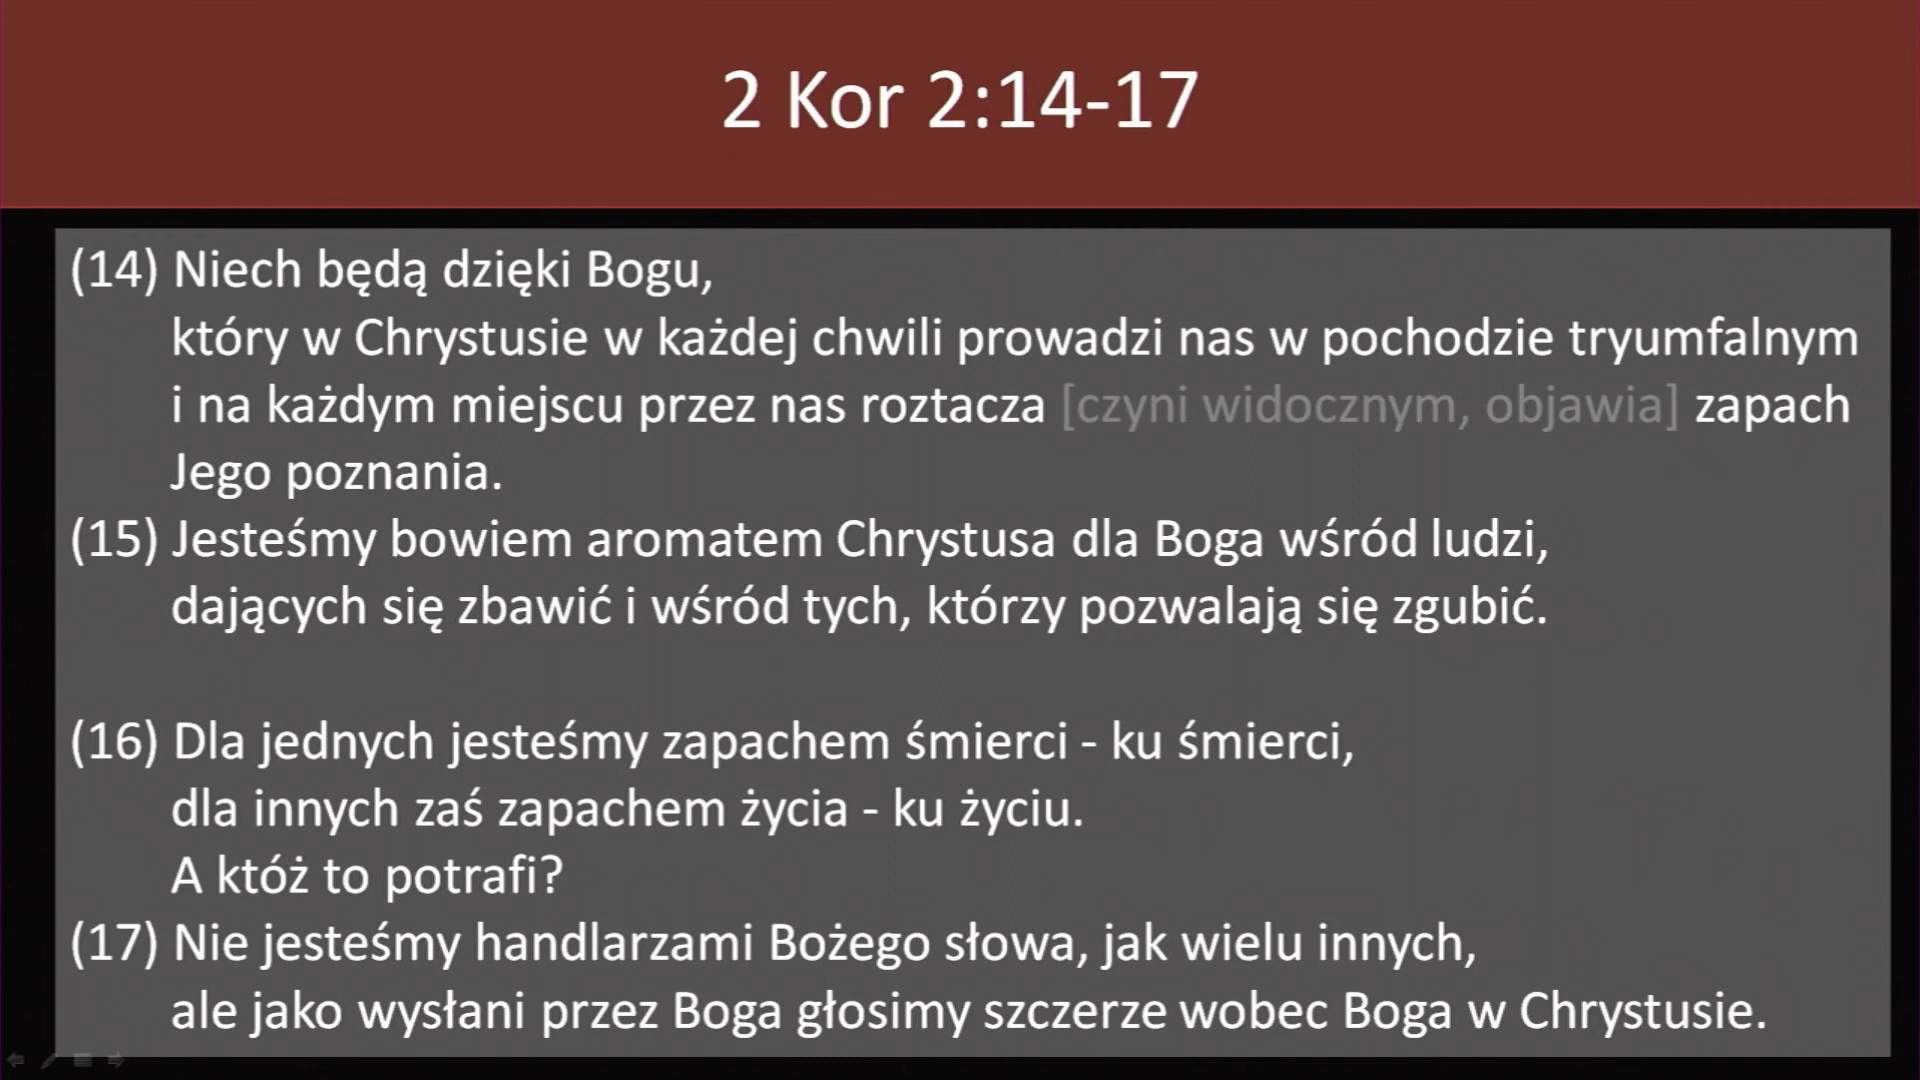 2 Kor 2:14-17
(14) Niech będą dzięki Bogu,
który w Chrystusie w każdej chwili prowadzi nas w pochodzie tryumfalnym
i na każdym miejscu przez nas roztacza [czyni widocznym, objawia] zapach
Jego poznania.
(15) Jesteśmy bowiem aromatem Chrystusa dla Boga wśród ludzi,
dających się zbawić i wśród tych, którzy pozwalają się zgubić.
(16) Dla jednych jesteśmy zapachem śmierci - ku śmierci,
dla innych zaś zapachem życia - ku życiu.
A któż to potrafi?
(17) Nie jesteśmy handlarzami Bożego słowa, jak wielu innych,
ale jako wysłani przez Boga głosimy szczerze wobec Boga w Chrystusie.